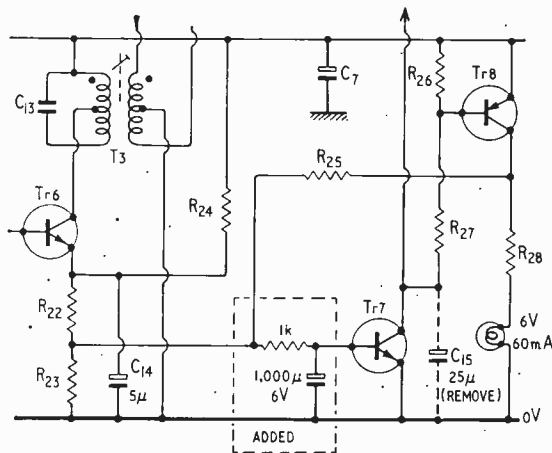 C13
T3
C7
R26
Tr8
R25
Tr6
R24
R27
R28
R22
1k
Tr7
6V
60mA
R23
C14
5μ
1,000μ
6V
C15
25μ
(REMOVE)
0V
ADDED